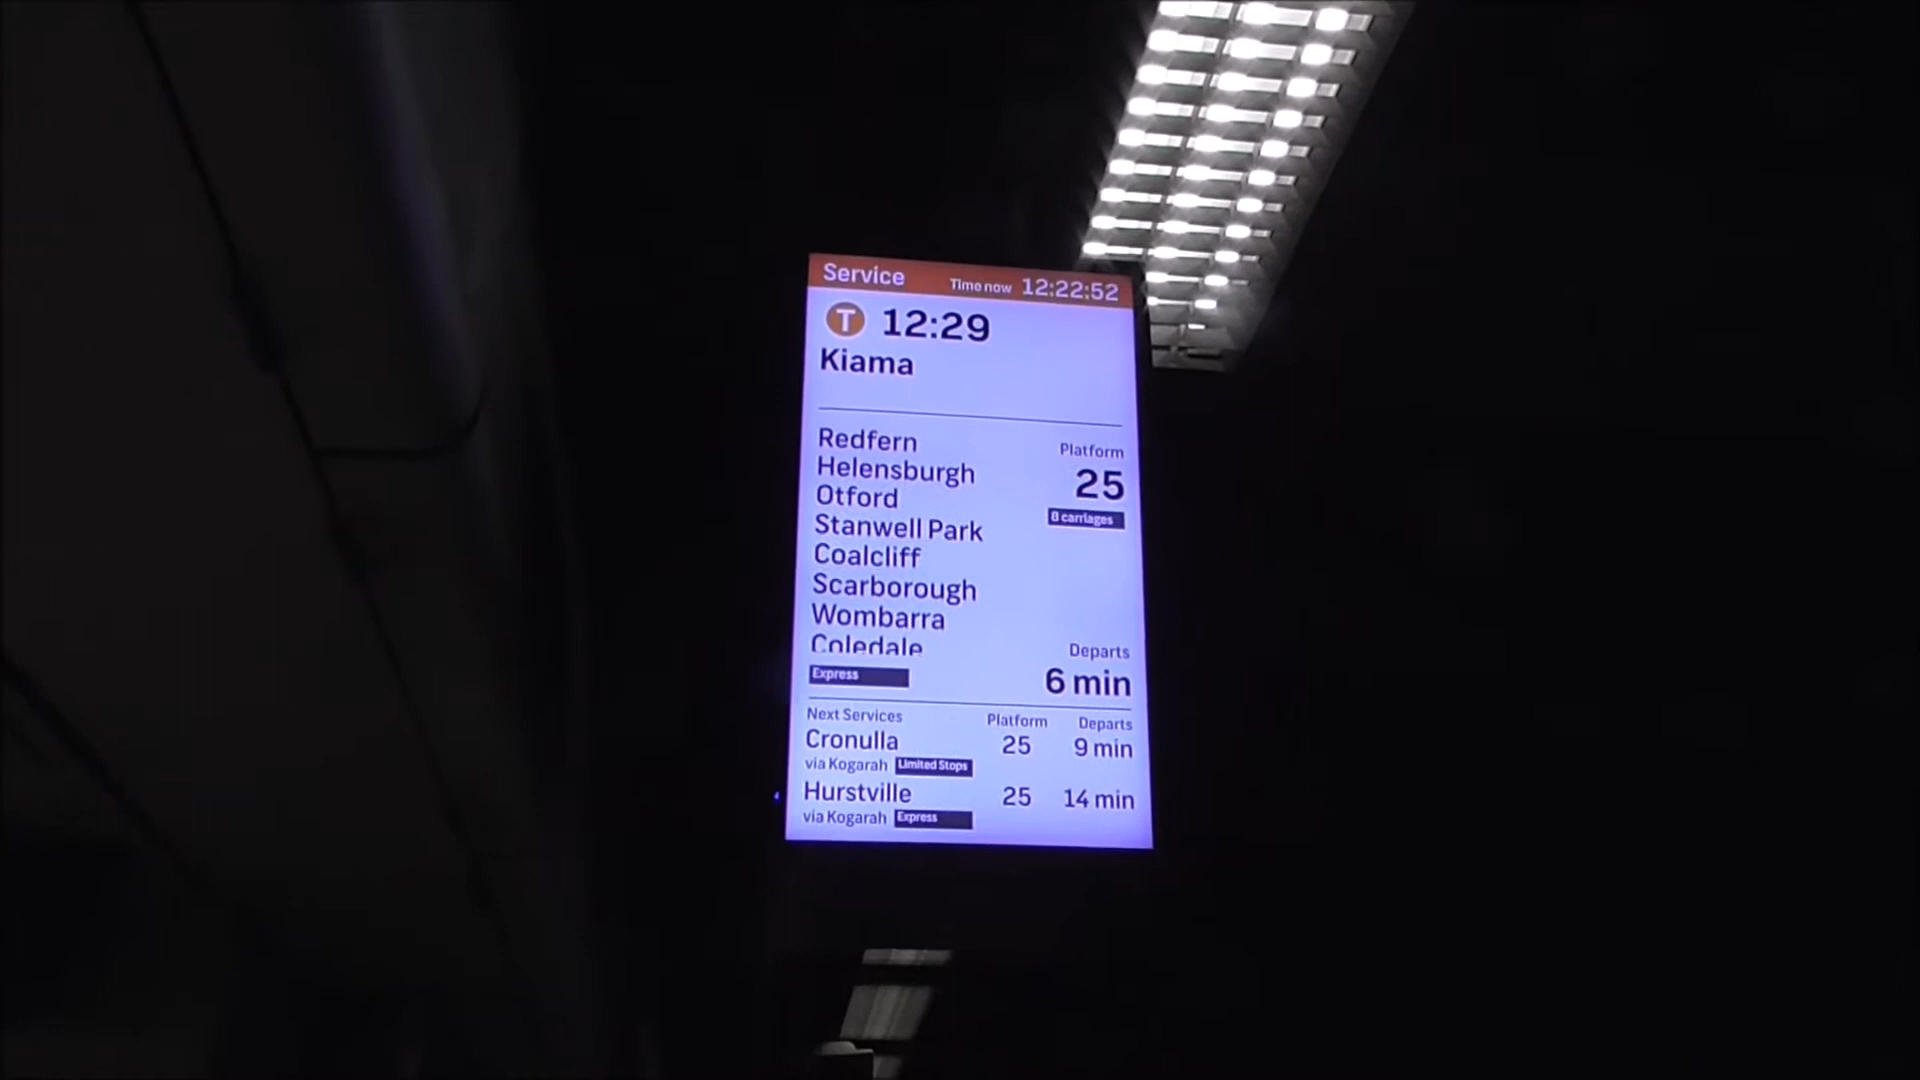 Service Time now 12:22:52
T 12:29
Kiama
Redfern
Helensburgh
Otford
Stanwell Park
Coalcliff
Scarborough
Wombarra
Coledale
Platform
25
8 carriages
Departs
6 min
Express
Next Services Platform Departs
Cronulla 25 9 min
via Kogarah Limited Stops
Hurstville 25 14 min
via Kogarah Express